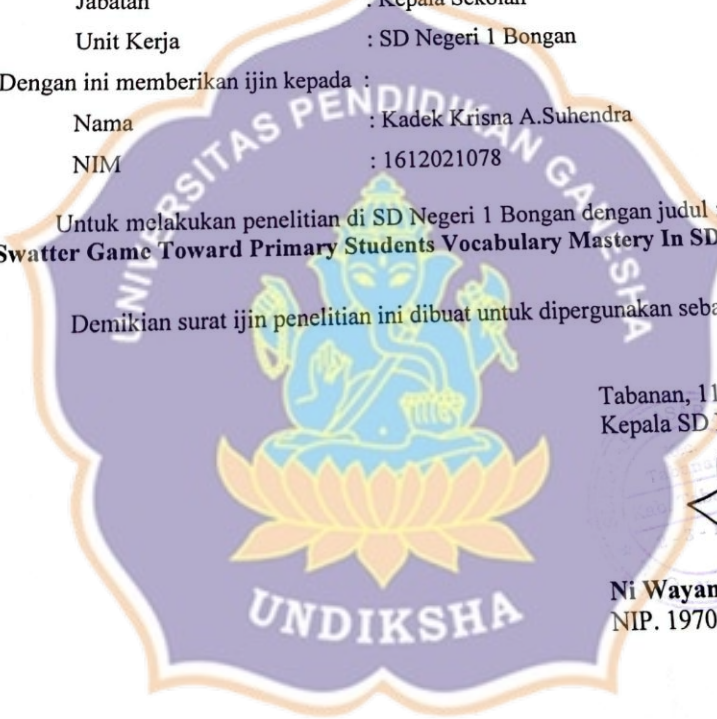 Jabatan : Kepala Sekolah
Unit Kerja : SD Negeri 1 Bongan
Dengan ini memberikan ijin kepada :
Nama : Kadek Krisna A.Suhendra
NIM : 1612021078
Untuk melakukan penelitian di SD Negeri 1 Bongan dengan judul
Swatter Game Toward Primary Students Vocabulary Mastery In SD
Demikian surat ijin penelitian ini dibuat untuk dipergunakan seba
Tabanan, 11
Kepala SD
Ni Wayan
NIP. 1970
UNIVERSITAS PENDIDIKAN GANESHA
UNDIKSHA